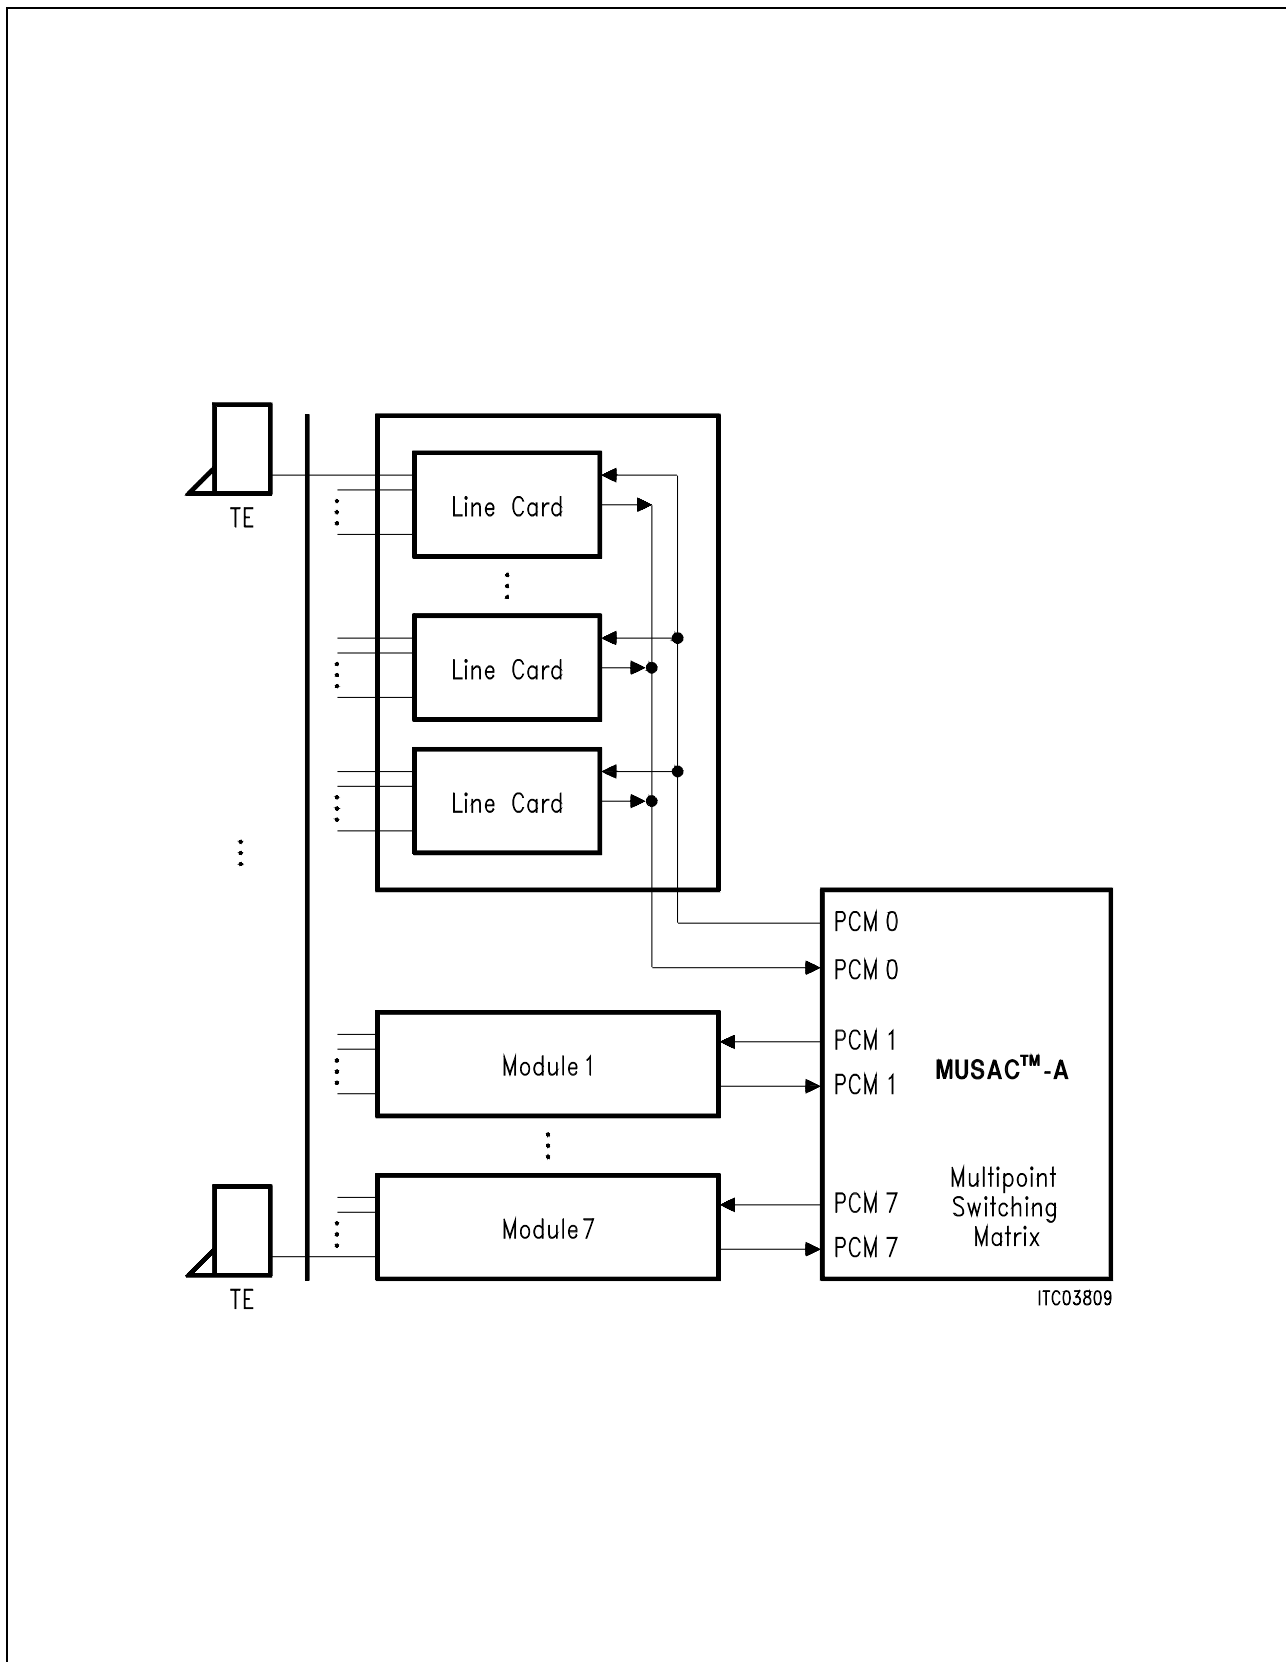 Line Card
TE
Line Card
Line Card
PCM 0
PCM 0
Module 1
PCM 1
MUSAC™-A
PCM 1
Module 7
PCM 7
PCM 7
Multipoint
Switching
Matrix
TE
ITC03809